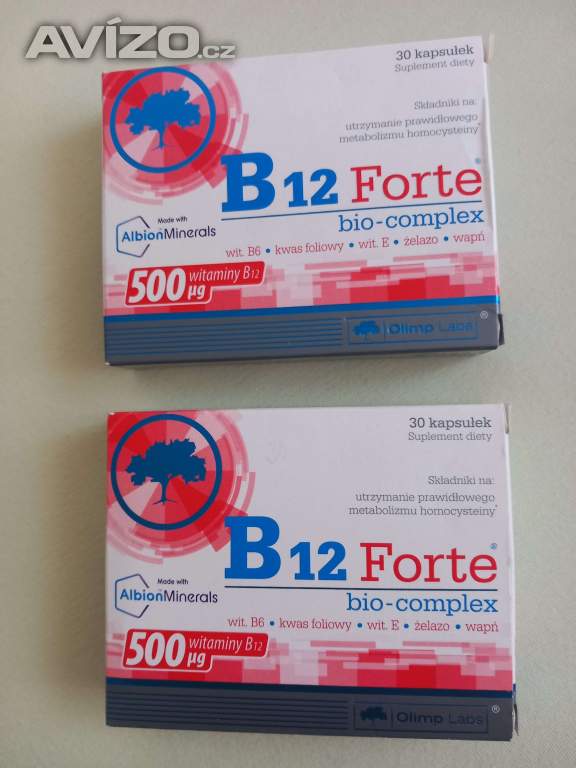 AVÍZO.cz
30 kapsułek
Suplement diety
Składniki na:
utrzymanie prawidłowego
metabolizmu homocysteiny*
B12 Forte®
bio-complex
Made with
Albion™Minerals
wit. B6 • kwas foliowy • wit. E • żelazo • wapń
500 µg witaminy B12
Olimp Labs®
30 kapsułek
Suplement diety
Składniki na:
utrzymanie prawidłowego
metabolizmu homocysteiny*
B12 Forte®
bio-complex
Made with
Albion™Minerals
wit. B6 • kwas foliowy • wit. E • żelazo • wapń
500 µg witaminy B12
Olimp Labs®